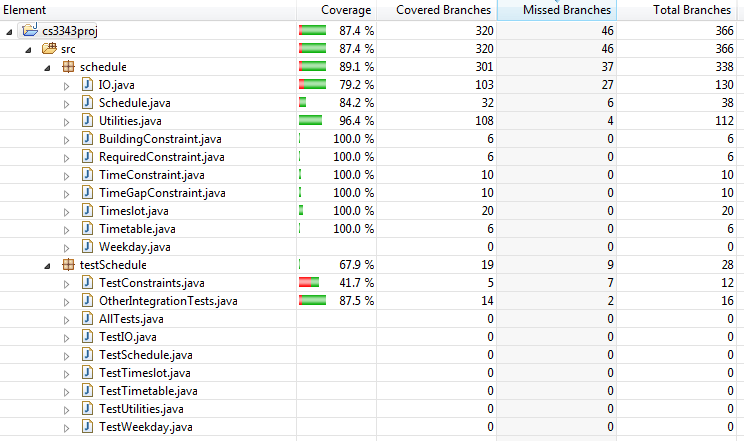 Element Coverage Covered Branches Missed Branches Total Branches
cs3343proj 87.4 % 320 46 366
src 87.4 % 320 46 366
schedule 89.1 % 301 37 338
IO.java 79.2 % 103 27 130
Schedule.java 84.2 % 32 6 38
Utilities.java 96.4 % 108 4 112
BuildingConstraint.java 100.0 % 6 0 6
RequiredConstraint.java 100.0 % 6 0 6
TimeConstraint.java 100.0 % 10 0 10
TimeGapConstraint.java 100.0 % 10 0 10
Timeslot.java 100.0 % 20 0 20
Timetable.java 100.0 % 6 0 6
Weekday.java 0 0 0
testSchedule 67.9 % 19 9 28
TestConstraints.java 41.7 % 5 7 12
OtherIntegrationTests.java 87.5 % 14 2 16
AllTests.java 0 0 0
TestIO.java 0 0 0
TestSchedule.java 0 0 0
TestTimeslot.java 0 0 0
TestTimetable.java 0 0 0
TestUtilities.java 0 0 0
TestWeekday.java 0 0 0